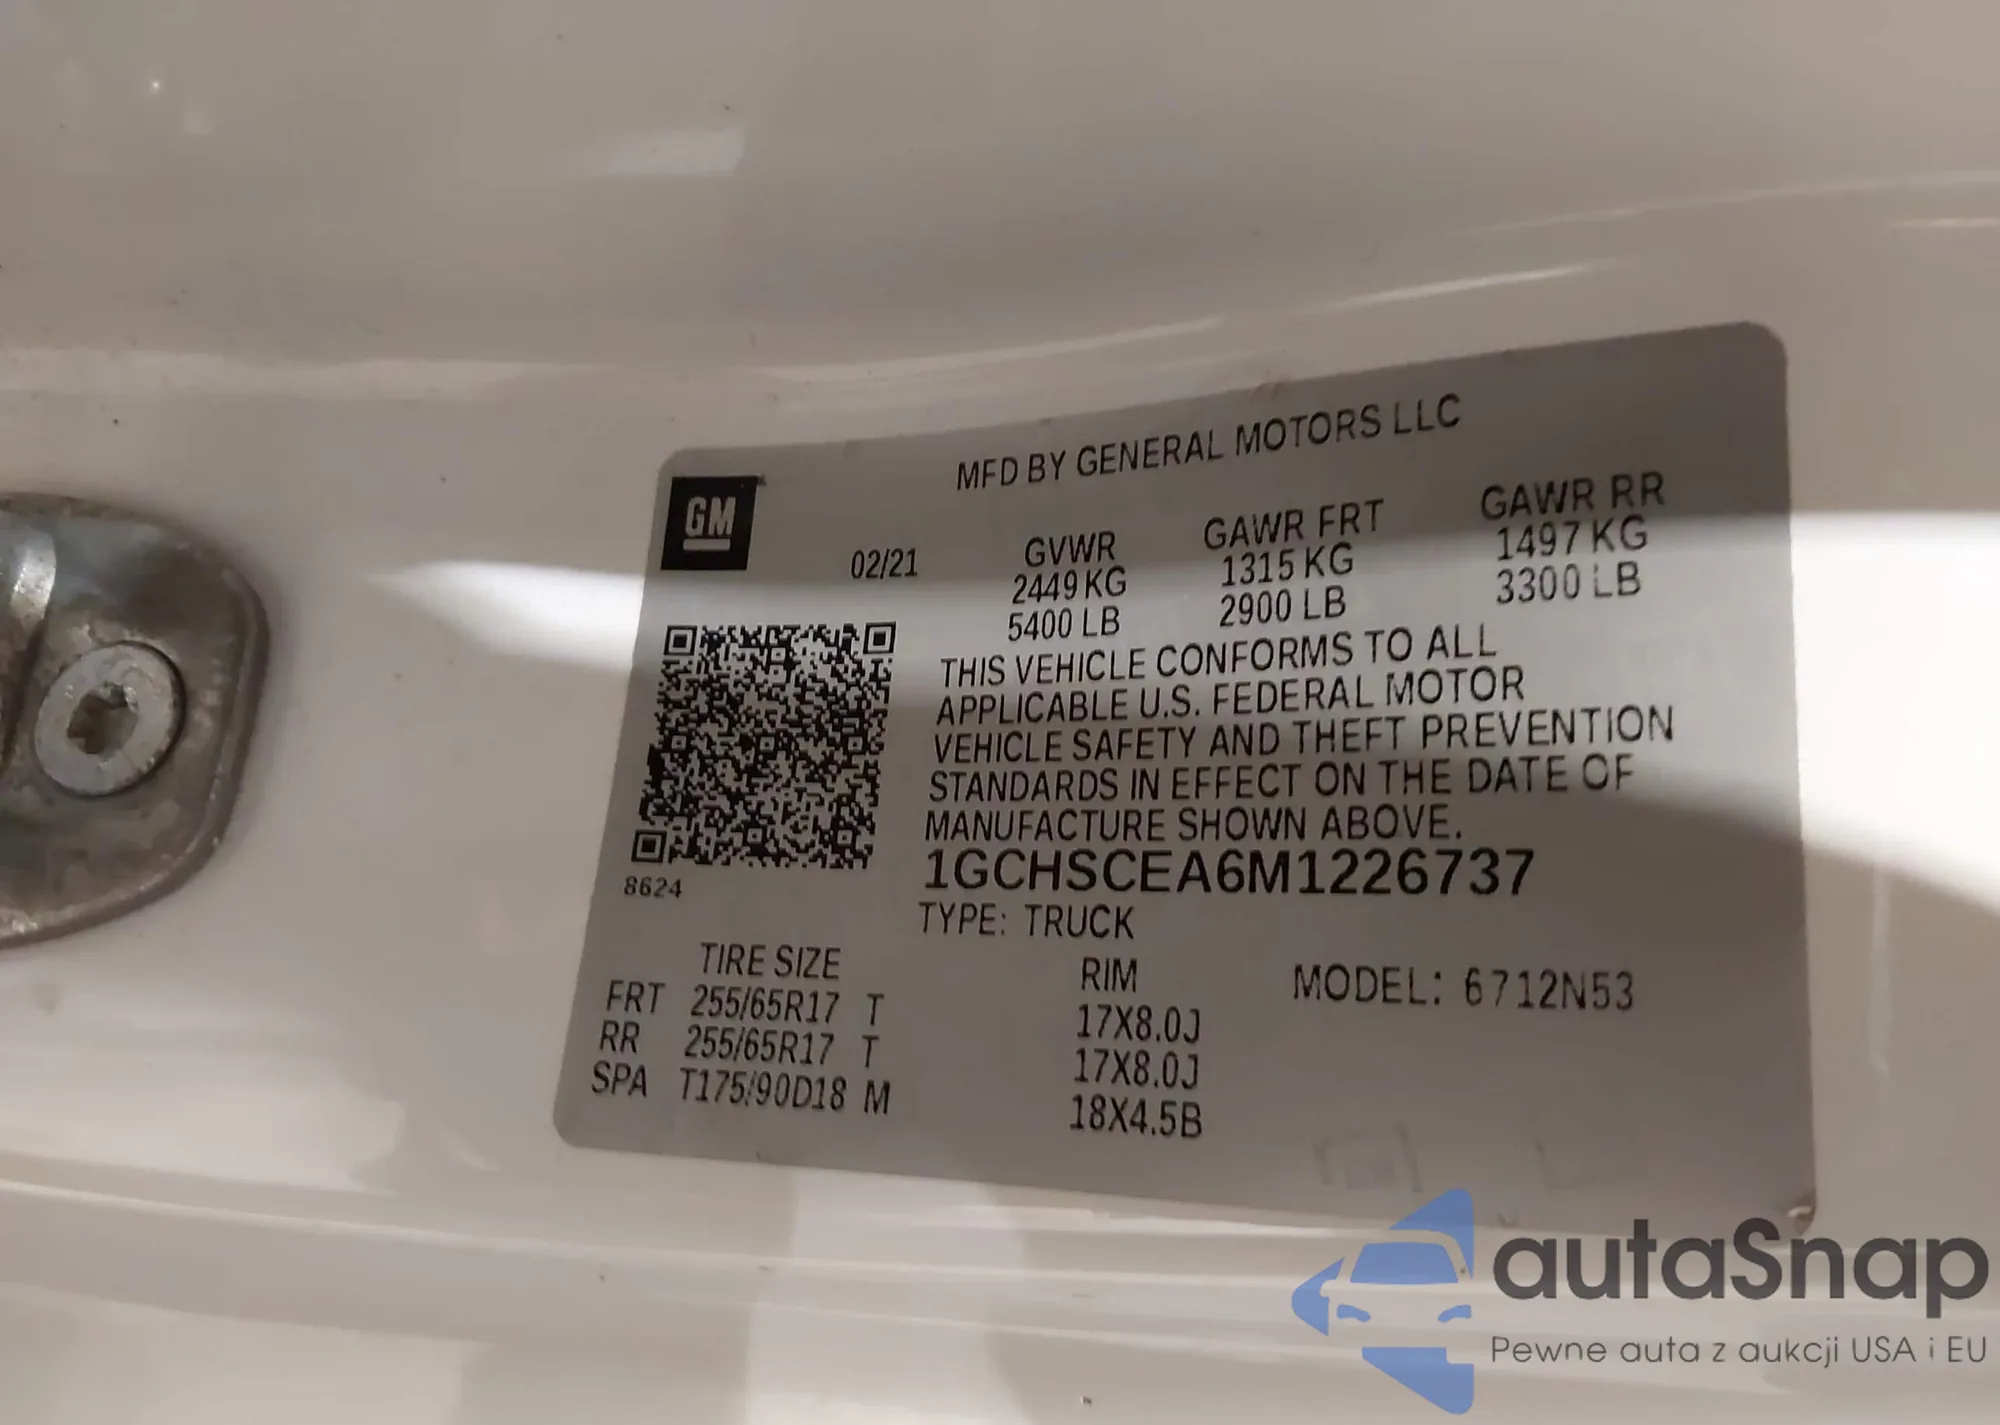 MFD BY GENERAL MOTORS LLC
GM
02/21
GVWR GAWR FRT GAWR RR
2449 KG 1315 KG 1497 KG
5400 LB 2900 LB 3300 LB
THIS VEHICLE CONFORMS TO ALL
APPLICABLE U.S. FEDERAL MOTOR
VEHICLE SAFETY AND THEFT PREVENTION
STANDARDS IN EFFECT ON THE DATE OF
MANUFACTURE SHOWN ABOVE.
1GCHSCEA6M1226737
8624
TYPE: TRUCK
TIRE SIZE RIM MODEL: 6712N53
FRT 255/65R17 T 17X8.0J
RR 255/65R17 T 17X8.0J
SPA T175/90D18 M 18X4.5B
autaSnap
Pewne auta z aukcji USA i EU